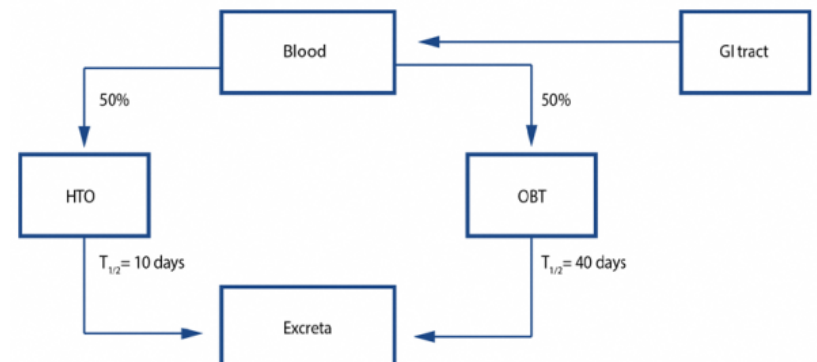 Blood
GI tract
50%
50%
HTO
OBT
T1/2= 10 days
T1/2= 40 days
Excreta